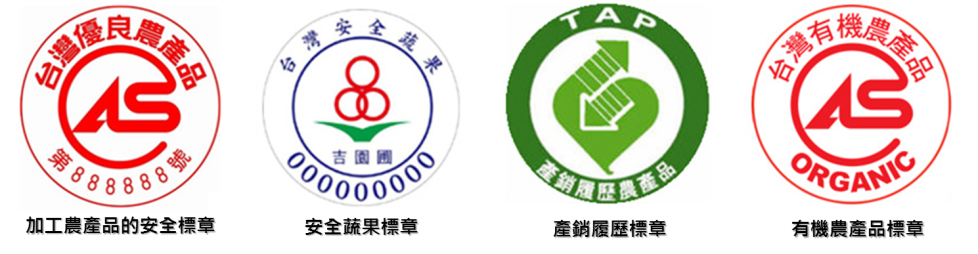 台灣優良農產品
CAS
第888888號
加工農產品的安全標章
台灣安全蔬果
吉園圃
000000000
安全蔬果標章
TAP
產銷履歷農產品
產銷履歷標章
台灣有機農產品
CAS
ORGANIC
有機農產品標章